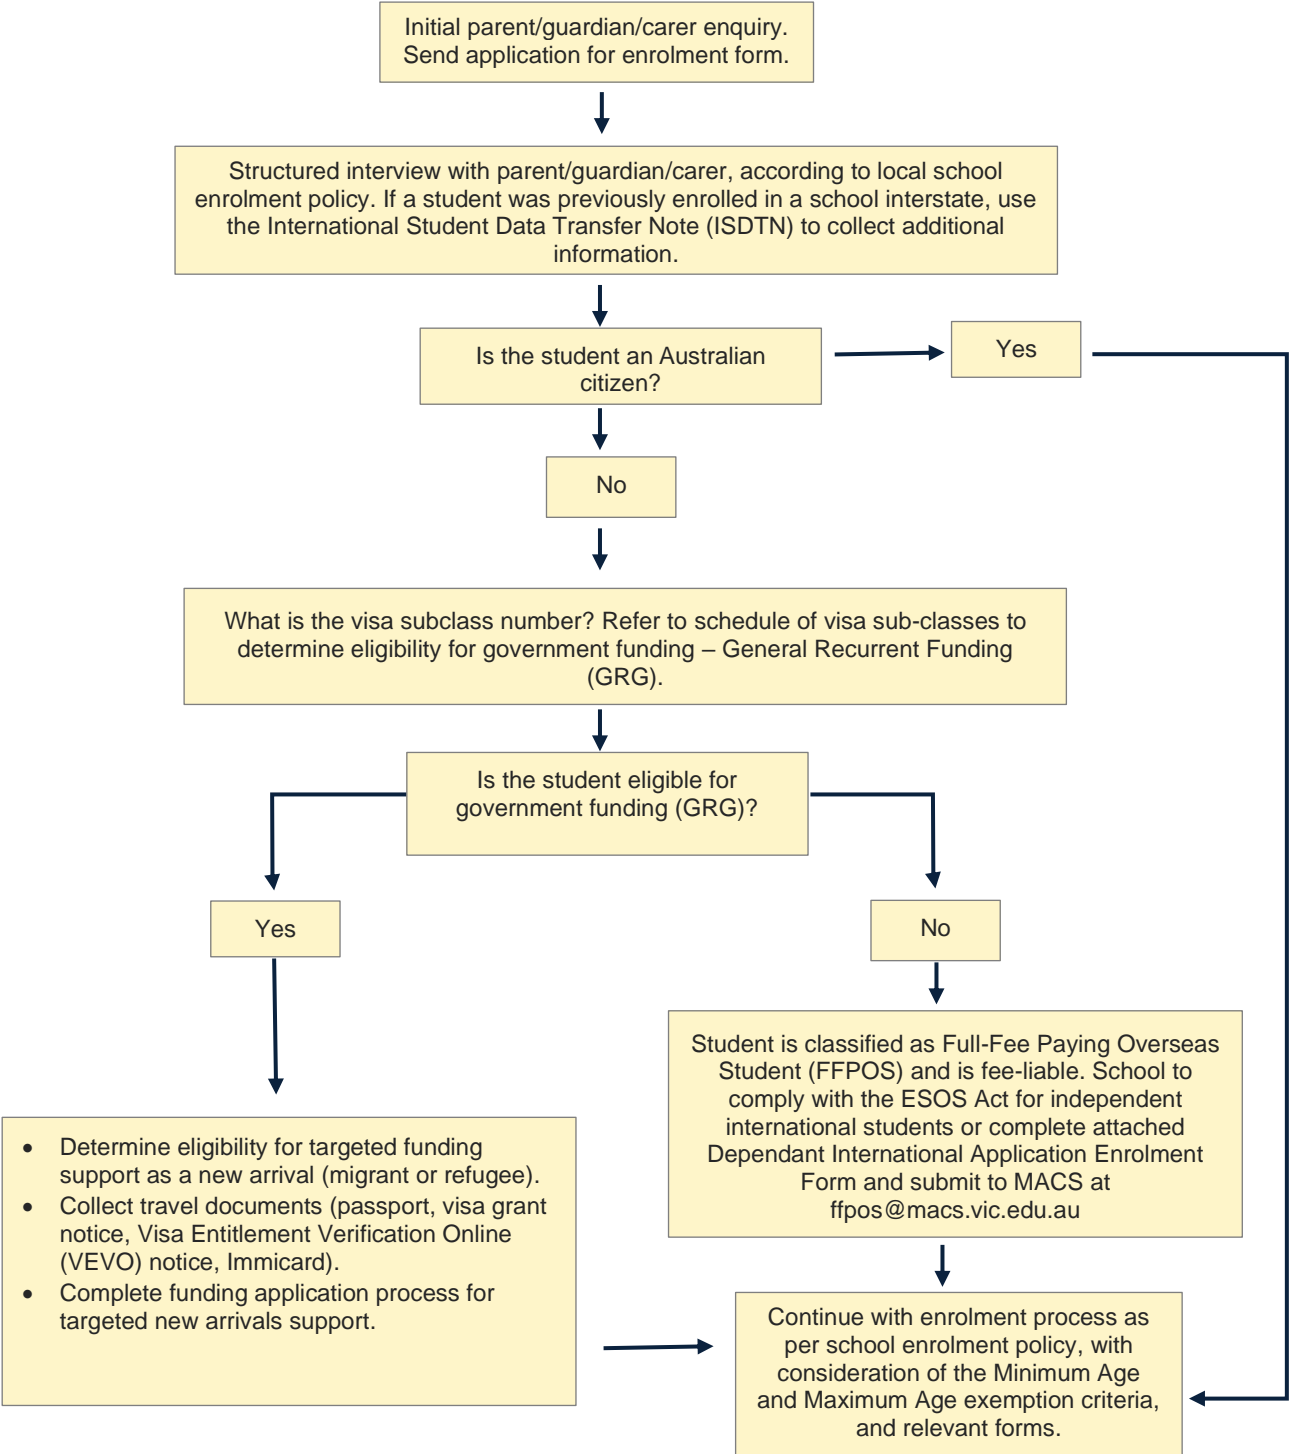 Initial parent/guardian/carer enquiry.
Send application for enrolment form.
Structured interview with parent/guardian/carer, according to local school
enrolment policy. If a student was previously enrolled in a school interstate, use
the International Student Data Transfer Note (ISDTN) to collect additional
information.
Is the student an Australian
citizen?
Yes
No
What is the visa subclass number? Refer to schedule of visa sub-classes to
determine eligibility for government funding – General Recurrent Funding
(GRG).
Is the student eligible for
government funding (GRG)?
Yes
No
Student is classified as Full-Fee Paying Overseas
Student (FFPOS) and is fee-liable. School to
comply with the ESOS Act for independent
international students or complete attached
Dependant International Application Enrolment
Form and submit to MACS at
ffpos@macs.vic.edu.au
• Determine eligibility for targeted funding
support as a new arrival (migrant or refugee).
• Collect travel documents (passport, visa grant
notice, Visa Entitlement Verification Online
(VEVO) notice, Immicard).
• Complete funding application process for
targeted new arrivals support.
Continue with enrolment process as
per school enrolment policy, with
consideration of the Minimum Age
and Maximum Age exemption criteria,
and relevant forms.